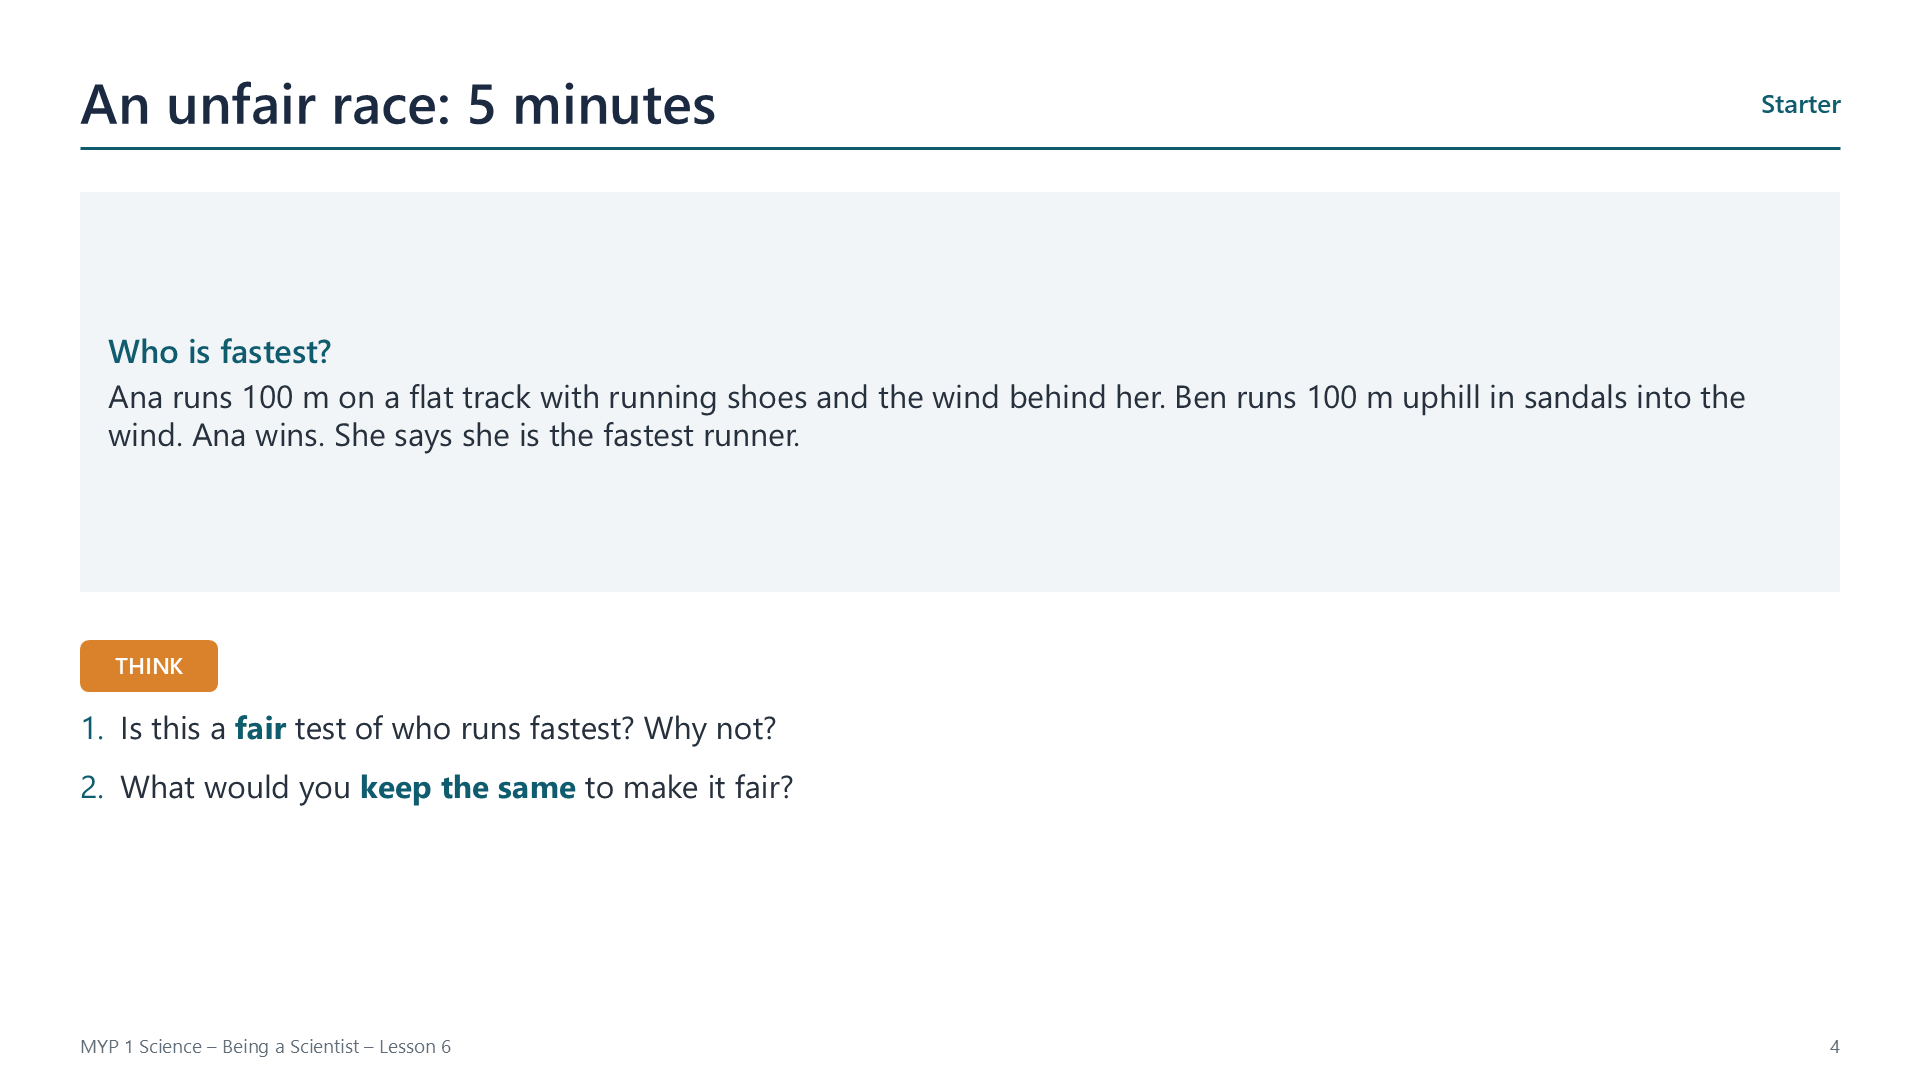 An unfair race: 5 minutes
Starter
Who is fastest?
Ana runs 100 m on a flat track with running shoes and the wind behind her. Ben runs 100 m uphill in sandals into the
wind. Ana wins. She says she is the fastest runner.
THINK
1. Is this a fair test of who runs fastest? Why not?
2. What would you keep the same to make it fair?
MYP 1 Science – Being a Scientist – Lesson 6
4